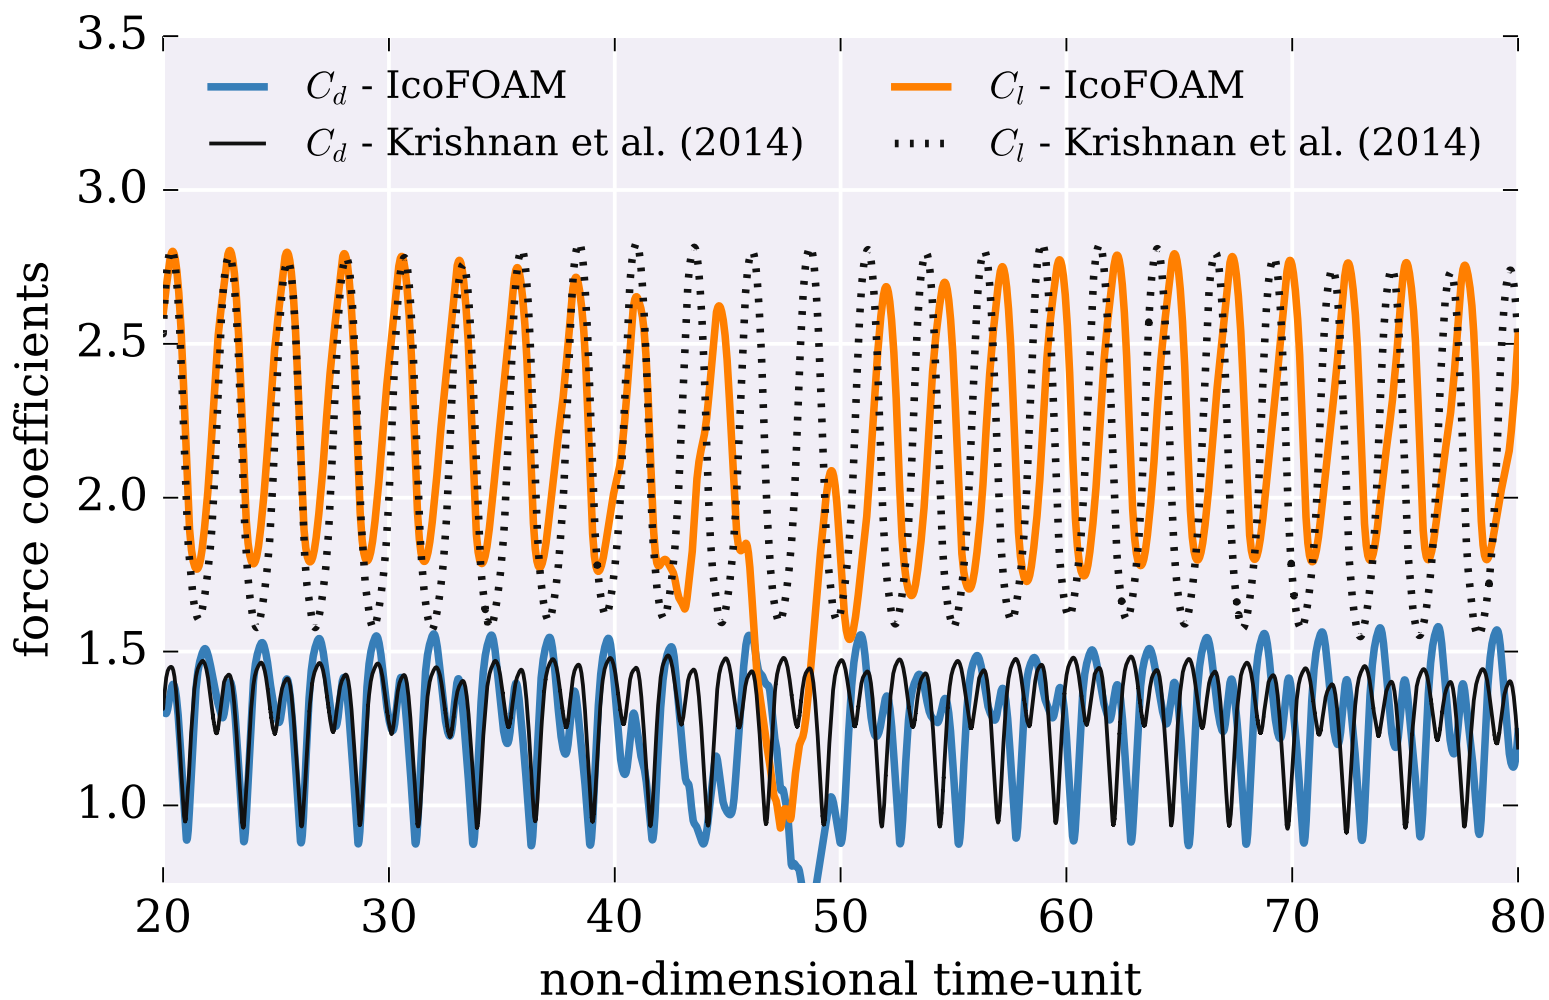 3.5
C_d - IcoFOAM
C_l - IcoFOAM
C_d - Krishnan et al. (2014)
C_l - Krishnan et al. (2014)
3.0
2.5
2.0
1.5
1.0
force coefficients
20 30 40 50 60 70 80
non-dimensional time-unit